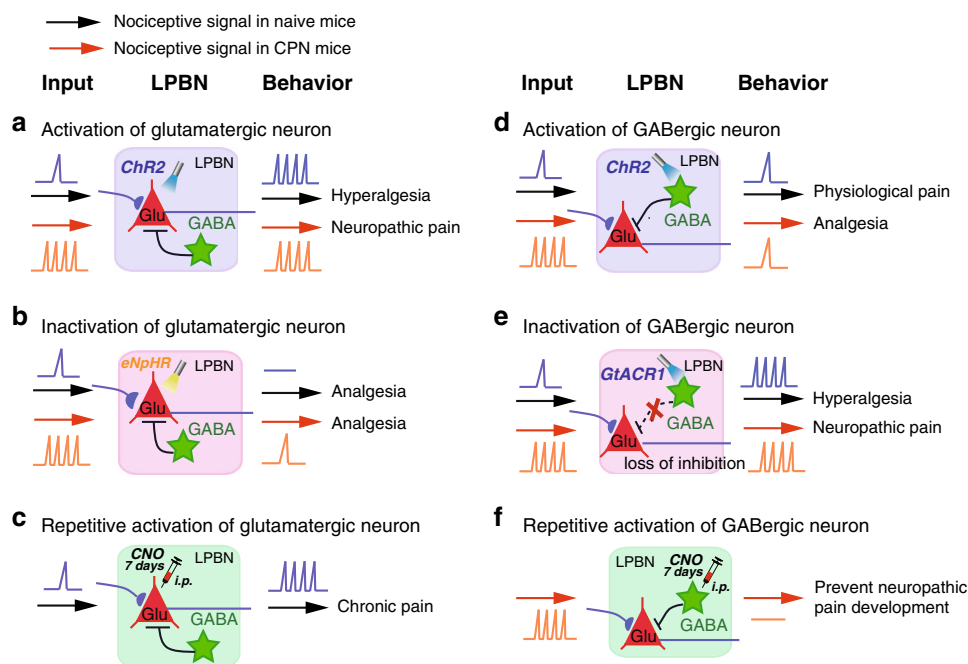 Nociceptive signal in naive mice
Nociceptive signal in CPN mice
Input LPBN Behavior
a Activation of glutamatergic neuron
ChR2
LPBN
Glu
GABA
Hyperalgesia
Neuropathic pain
b Inactivation of glutamatergic neuron
eNpHR
LPBN
Glu
GABA
Analgesia
Analgesia
c Repetitive activation of glutamatergic neuron
CNO
7 days
i.p.
LPBN
Glu
GABA
Chronic pain
Input LPBN Behavior
d Activation of GABergic neuron
ChR2
LPBN
Glu
GABA
Physiological pain
Analgesia
e Inactivation of GABergic neuron
GtACR1
LPBN
Glu
GABA
loss of inhibition
Hyperalgesia
Neuropathic pain
f Repetitive activation of GABergic neuron
LPBN
CNO
7 days
i.p.
Glu
GABA
Prevent neuropathic
pain development